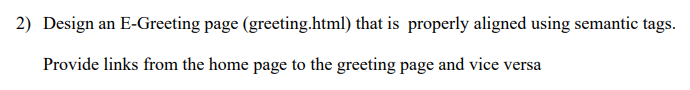 2) Design an E-Greeting page (greeting.html) that is properly aligned using semantic tags.
Provide links from the home page to the greeting page and vice versa